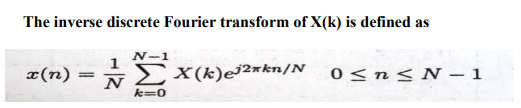 The inverse discrete Fourier transform of X(k) is defined as
x(n) = 1/N N-1 Σ k=0 X(k)e^{j2πkn/N} 0 ≤ n ≤ N − 1